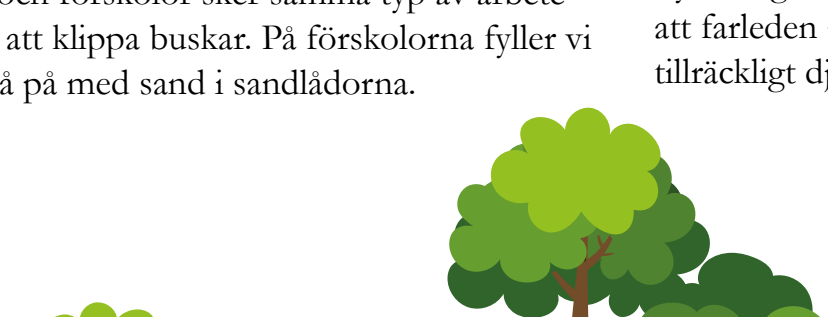 och förskolor sker samma typ av arbete
att klippa buskar. På förskolorna fyller vi
å på med sand i sandlådorna.
att farleden
tillräckligt dj